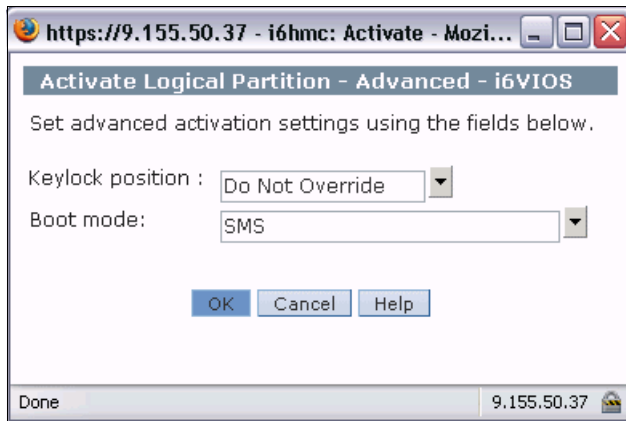 https://9.155.50.37 - i6hmc: Activate - Mozi...
Activate Logical Partition - Advanced - i6VIOS
Set advanced activation settings using the fields below.
Keylock position : Do Not Override
Boot mode: SMS
OK Cancel Help
Done 9.155.50.37